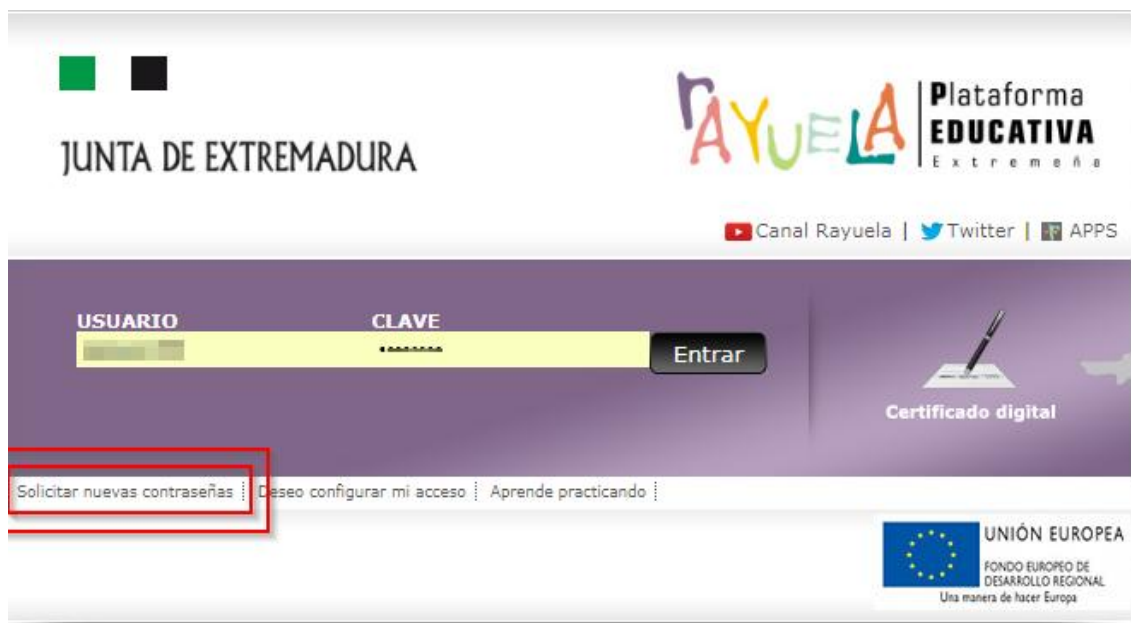 JUNTA DE EXTREMADURA
RAYUELA
Plataforma
EDUCATIVA
Extremeña
Canal Rayuela | Twitter | APPS
USUARIO CLAVE
Entrar
Certificado digital
Solicitar nuevas contraseñas Deseo configurar mi acceso Aprende practicando
UNIÓN EUROPEA
FONDO EUROPEO DE
DESARROLLO REGIONAL
Una manera de hacer Europa